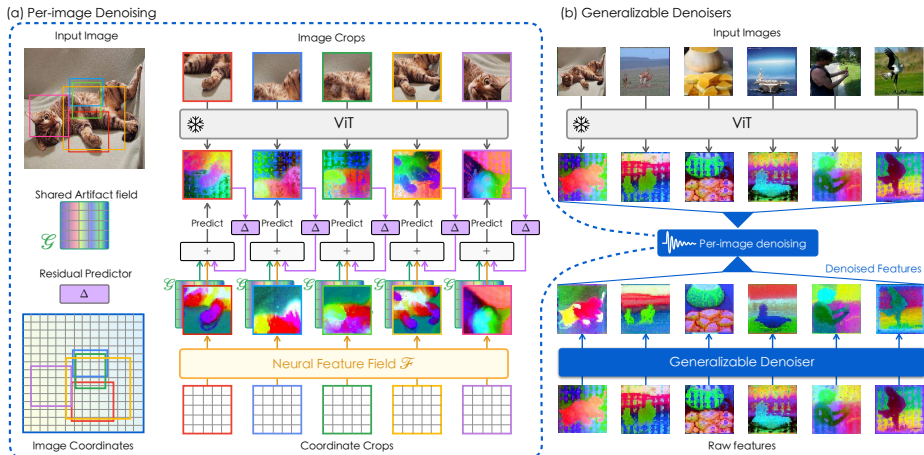 (a) Per-image Denoising
Input Image
Image Crops
ViT
Shared Artifact field
𝒢
Predict
Δ
Predict
Δ
Predict
Δ
Predict
Δ
Predict
Δ
+
+
+
+
+
Residual Predictor
Δ
𝒢
𝒢
𝒢
𝒢
𝒢
Neural Feature Field ℱ
Image Coordinates
Coordinate Crops
(b) Generalizable Denoisers
Input Images
ViT
Per-image denoising
Denoised Features
Generalizable Denoiser
Raw features